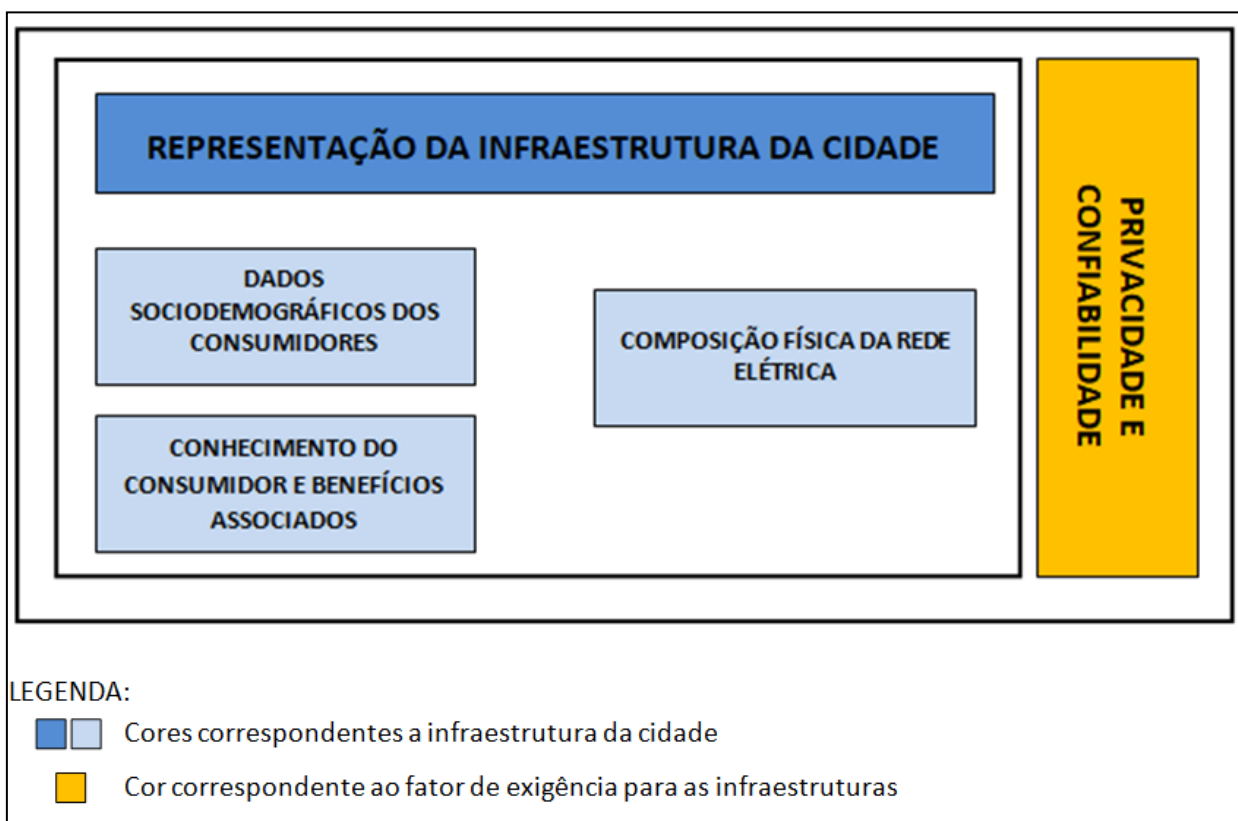 REPRESENTAÇÃO DA INFRAESTRUTURA DA CIDADE
DADOS
SOCIODEMOGRÁFICOS DOS
CONSUMIDORES
CONHECIMENTO DO
CONSUMIDOR E BENEFÍCIOS
ASSOCIADOS
COMPOSIÇÃO FÍSICA DA REDE
ELÉTRICA
PRIVACIDADE E
CONFIABILIDADE
LEGENDA:
Cores correspondentes a infraestrutura da cidade
Cor correspondente ao fator de exigência para as infraestruturas